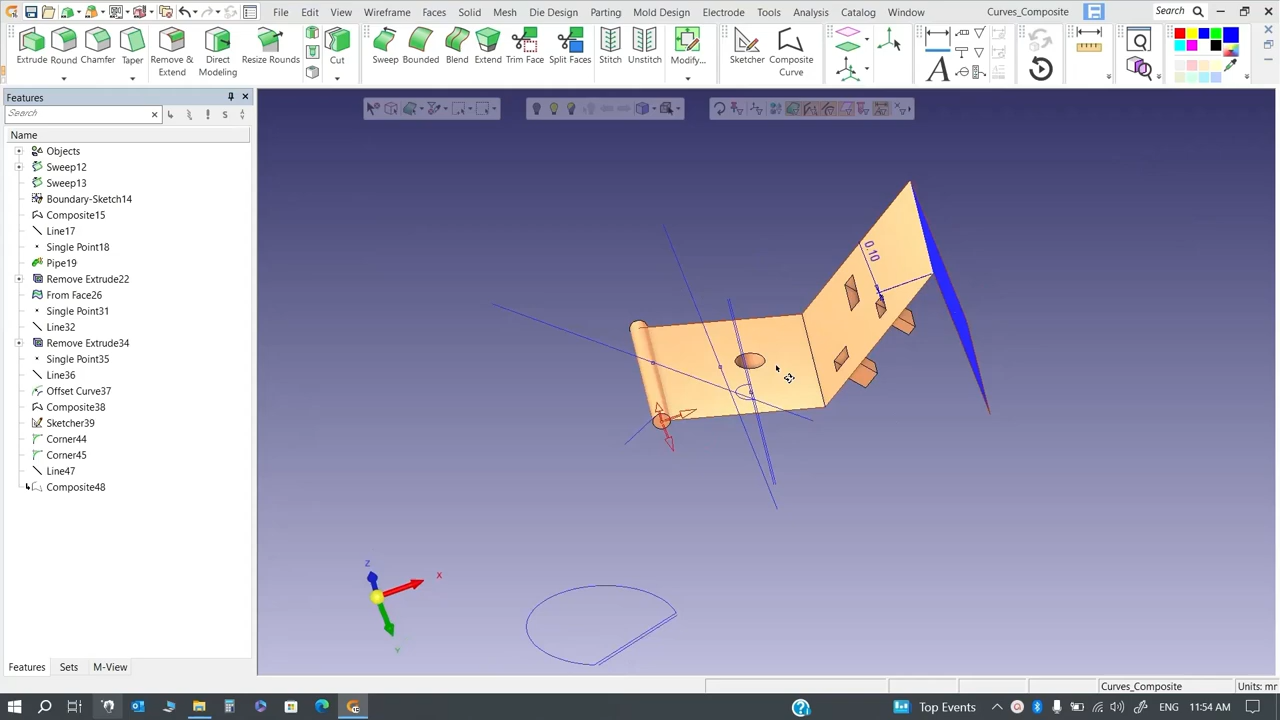 File Edit View Wireframe Faces Solid Mesh Die Design Parting Mold Design Electrode Tools Analysis Catalog Window
Curves_Composite
Search
Extrude Round Chamfer Taper Remove & Extend Direct Modeling Resize Rounds Cut Sweep Bounded Blend Trim Face Split Faces Stitch Unstitch Modify... Sketcher Composite Curve
A
Features
Search
Name
Objects
Sweep12
Sweep13
Boundary-Sketch14
Composite15
Line17
Single Point18
Pipe19
Remove Extrude22
From Face26
Single Point31
Line32
Remove Extrude34
Single Point35
Line36
Offset Curve37
Composite38
Sketcher39
Corner44
Corner45
Line47
Composite48
0.10
Z
X
Y
Features Sets M-View
Curves_Composite
Units: mr
Top Events
ENG
11:54 AM